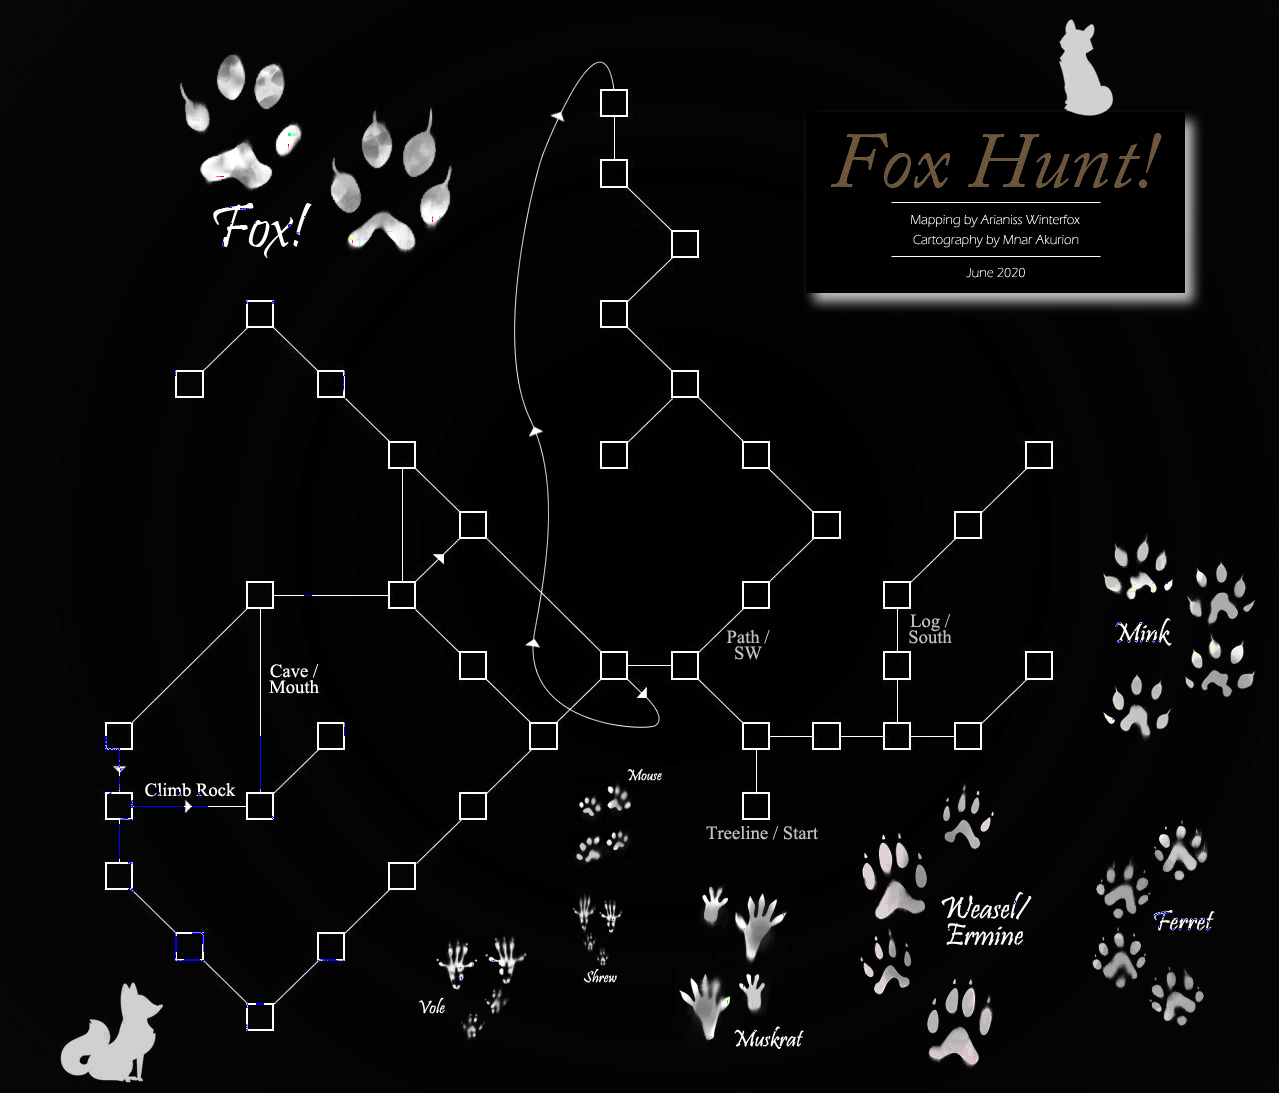 Fox Hunt!
Mapping by Arianiss Winterfox
Cartography by Mnar Akurion
June 2020
Fox!
Path /
SW
Log /
South
Mink
Cave /
Mouth
Climb Rock
Mouse
Treeline / Start
Weasel/
Ermine
Ferret
Shrew
Vole
Muskrat